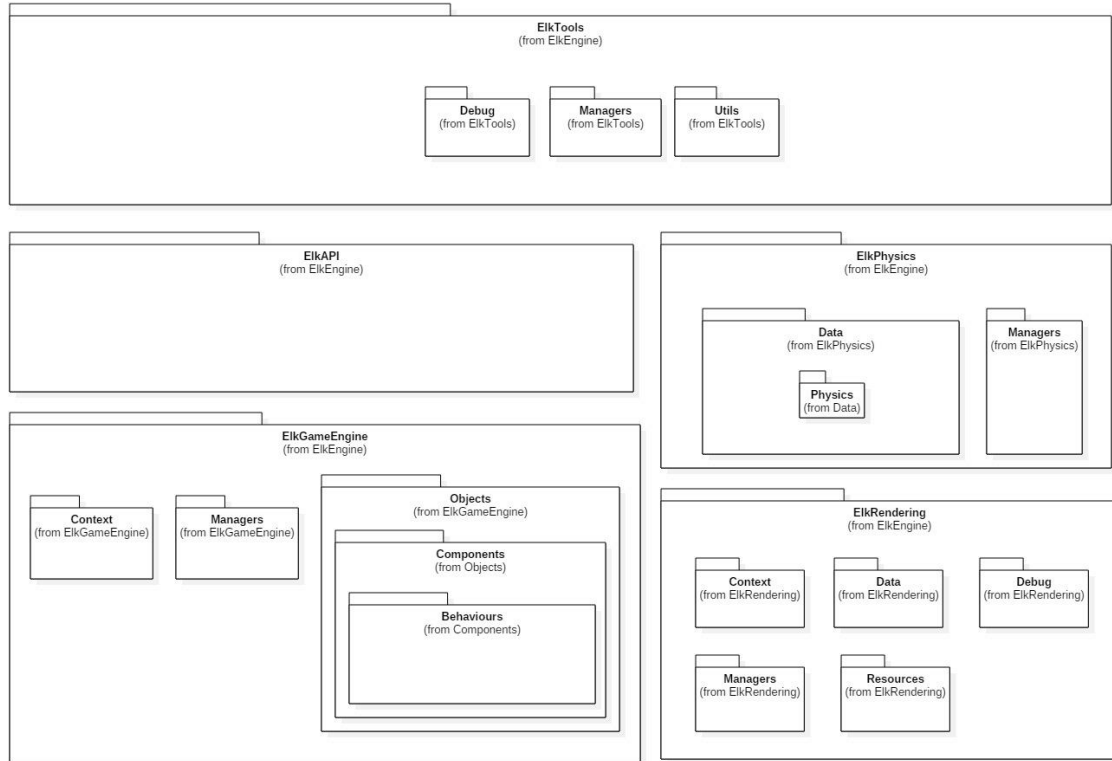 ElkTools
(from ElkEngine)
Debug
(from ElkTools)
Managers
(from ElkTools)
Utils
(from ElkTools)
ElkAPI
(from ElkEngine)
ElkPhysics
(from ElkEngine)
Data
(from ElkPhysics)
Physics
(from Data)
Managers
(from ElkPhysics)
ElkGameEngine
(from ElkEngine)
Context
(from ElkGameEngine)
Managers
(from ElkGameEngine)
Objects
(from ElkGameEngine)
Components
(from Objects)
Behaviours
(from Components)
ElkRendering
(from ElkEngine)
Context
(from ElkRendering)
Data
(from ElkRendering)
Debug
(from ElkRendering)
Managers
(from ElkRendering)
Resources
(from ElkRendering)